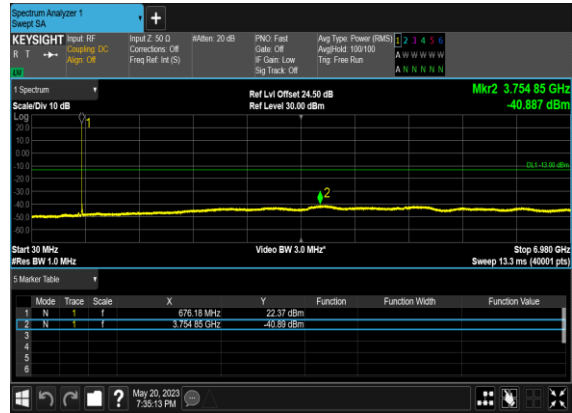 Spectrum Analyzer 1
Swept SA
+
KEYSIGHT Input: RF Input Z: 50 Ω #Atten: 20 dB PNO: Fast Avg Type: Power (RMS) 1 2 3 4 5 6
R T Coupling: DC Corrections: Off Gate: Off Avg|Hold: 100/100 A W W W W W
Align: Off Freq Ref: Int (S) IF Gain: Low Trig: Free Run
Sig Track: Off A N N N N N
1 Spectrum Ref Lvl Offset 24.50 dB Mkr2 3.754 85 GHz
Scale/Div 10 dB Ref Level 30.00 dBm -40.887 dBm
Log
20.0
10.0
0.00
-10.0
-20.0
-30.0
-40.0
-50.0
-60.0
1
DL1 -13.00 dBm
2
Start 30 MHz Video BW 3.0 MHz* Stop 6.980 GHz
#Res BW 1.0 MHz Sweep 13.3 ms (40001 pts)
5 Marker Table
Mode Trace Scale X Y Function Function Width Function Value
1 N 1 f 676.18 MHz 22.37 dBm
2 N 1 f 3.754 85 GHz -40.89 dBm
3
4
5
6
? May 20, 2023
7:35:13 PM